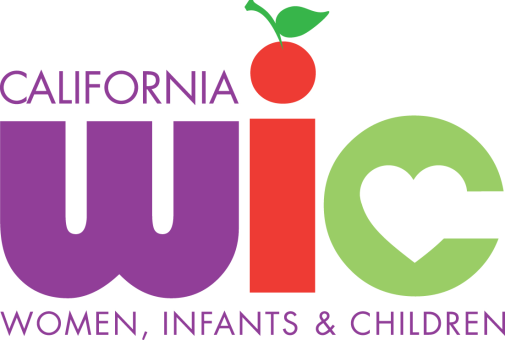 CALIFORNIA
wic
WOMEN, INFANTS & CHILDREN